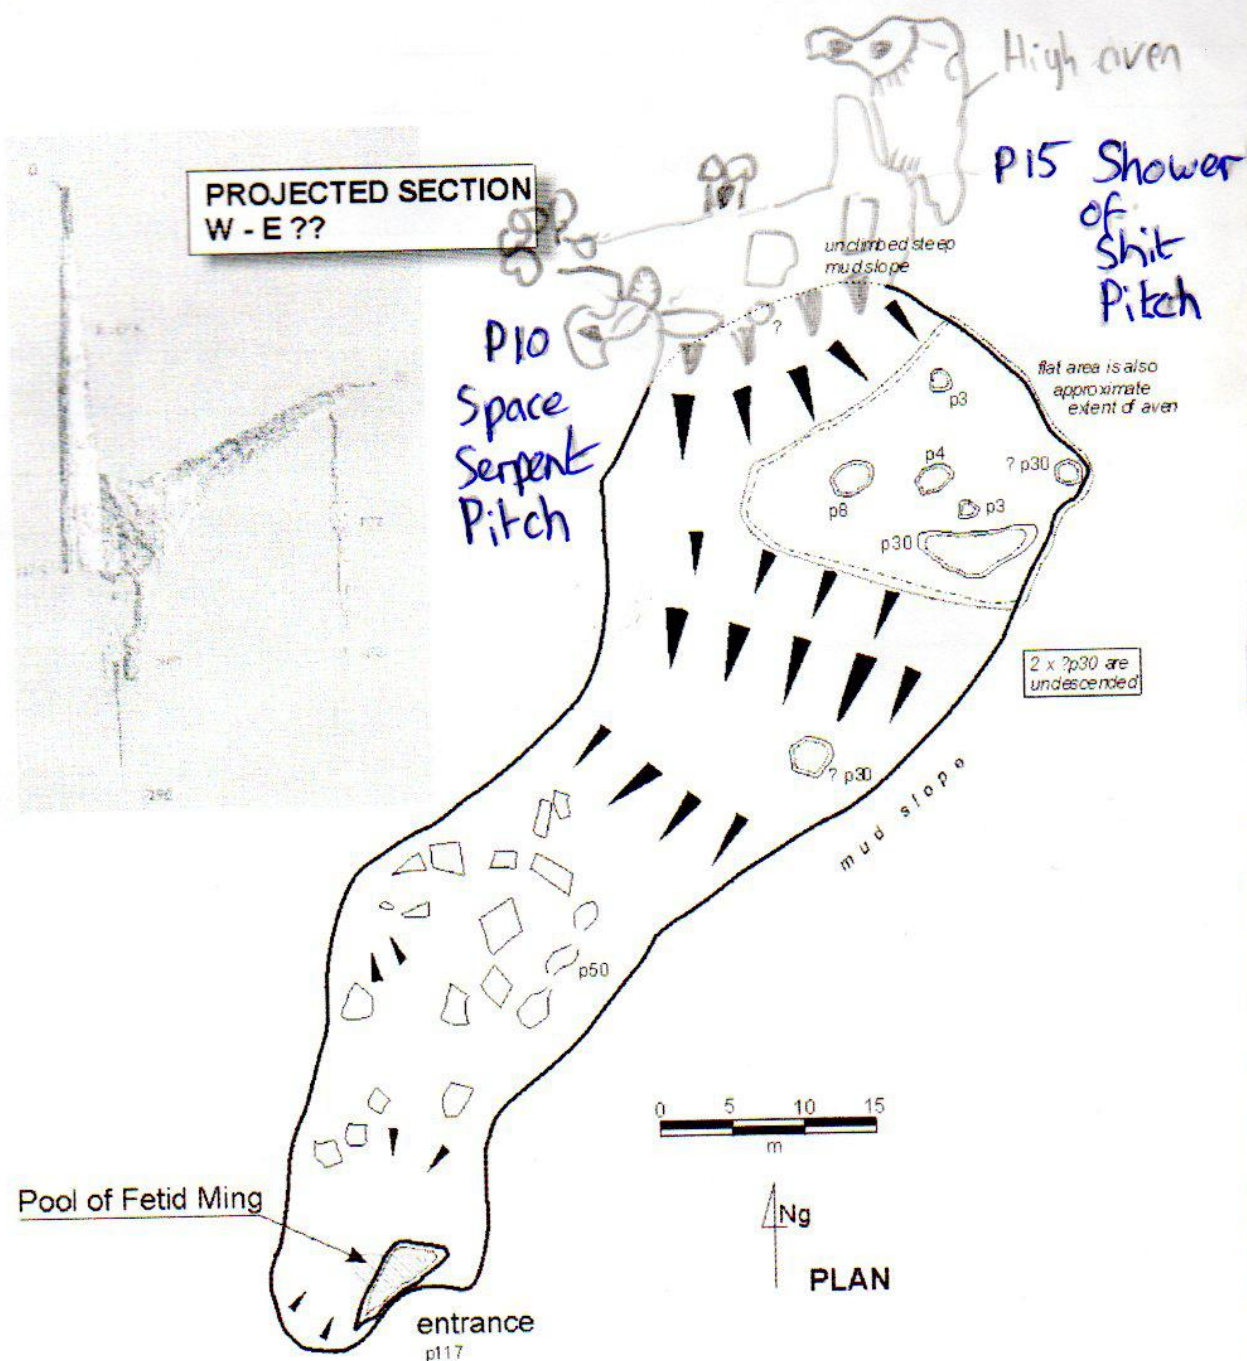 High aven
PROJECTED SECTION
W - E ??
0
P15 Shower
of
Shit
Pitch
unclimbed steep
mud slope
?
P10
Space
Serpent
Pitch
flat area is also
approximate
extent of aven
p3
p4
? p30
p8
p3
p30
2 x ?p30 are
undescended
? p30
mud slope
-290
p50
0 5 10 15
m
Pool of Fetid Ming
Ng
PLAN
entrance
p117